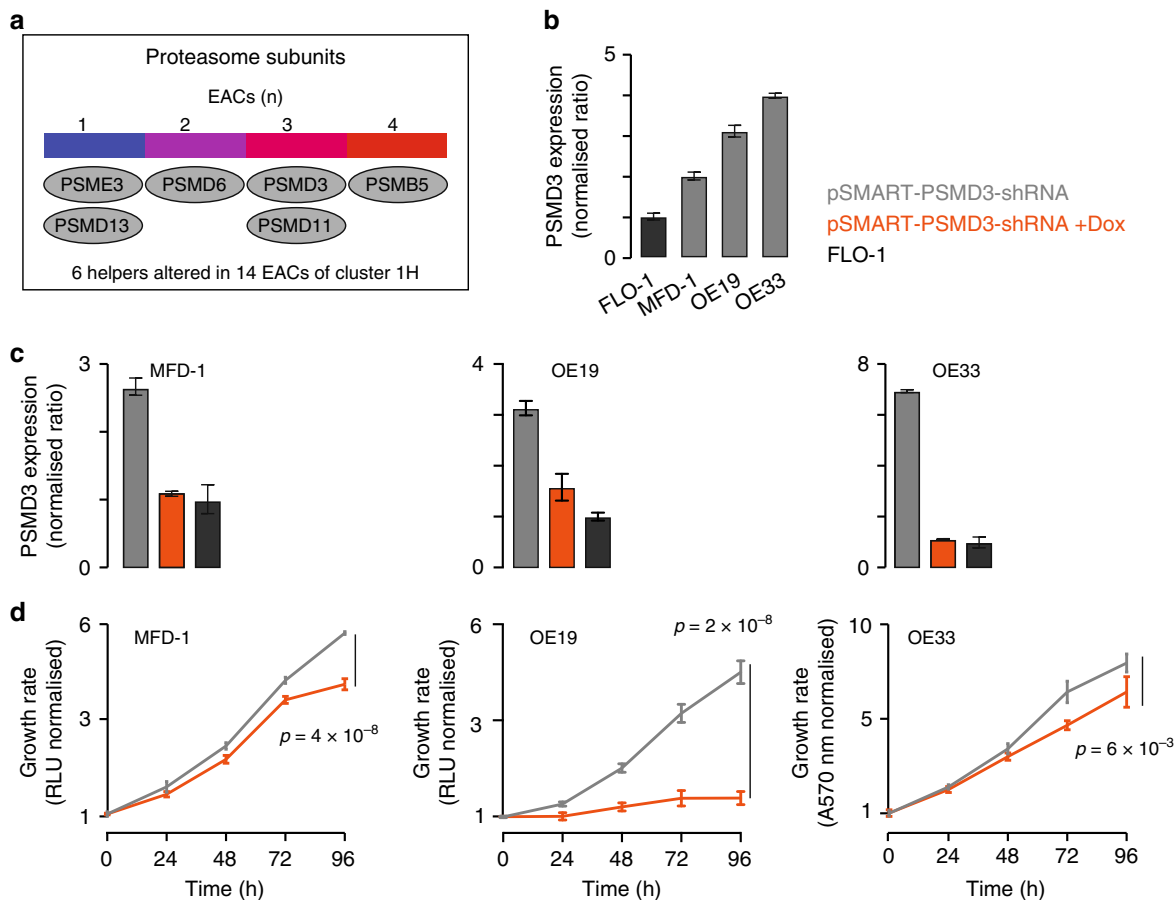 a
Proteasome subunits
EACs (n)
1 2 3 4
PSME3 PSMD6 PSMD3 PSMB5
PSMD13 PSMD11
6 helpers altered in 14 EACs of cluster 1H
b
PSMD3 expression
(normalised ratio)
5
0
FLO-1 MFD-1 OE19 OE33
pSMART-PSMD3-shRNA
pSMART-PSMD3-shRNA +Dox
FLO-1
c
PSMD3 expression
(normalised ratio)
3
0
MFD-1
4
0
OE19
8
0
OE33
d
Growth rate
(RLU normalised)
6
3
1
MFD-1
p = 4 × 10⁻⁸
0 24 48 72 96
Time (h)
Growth rate
(RLU normalised)
6
3
1
OE19
p = 2 × 10⁻⁸
0 24 48 72 96
Time (h)
Growth rate
(A570 nm normalised)
10
5
1
OE33
p = 6 × 10⁻³
0 24 48 72 96
Time (h)